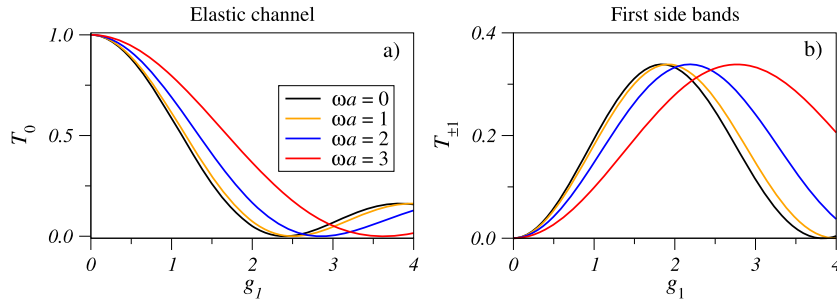 Elastic channel
First side bands
1.0
0.5
0.0
T0
a)
ωa = 0
ωa = 1
ωa = 2
ωa = 3
0 1 2 3 4
gI
0.4
0.2
0.0
T±1
b)
0 1 2 3 4
g1